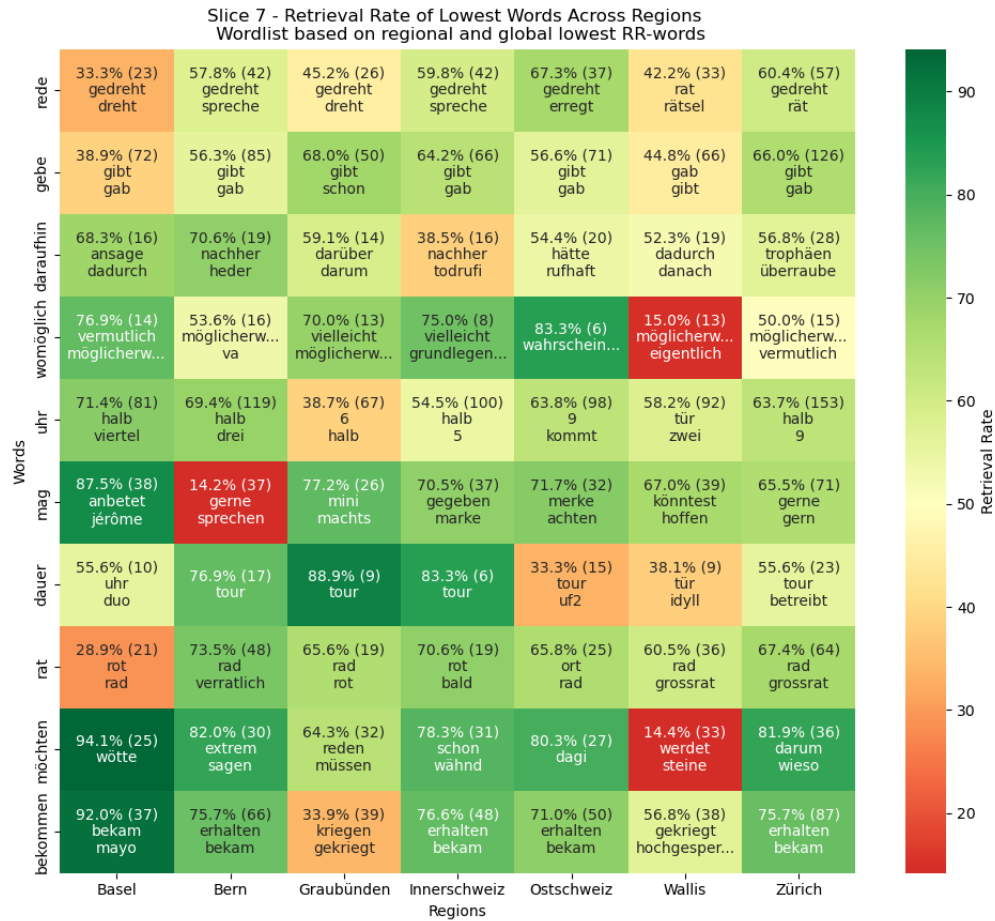 Slice 7 - Retrieval Rate of Lowest Words Across Regions
Wordlist based on regional and global lowest RR-words
Words
rede
33.3% (23) 57.8% (42) 45.2% (26) 59.8% (42) 67.3% (37) 42.2% (33) 60.4% (57)
gedreht gedreht gedreht gedreht gedreht rat gedreht
dreht spreche dreht spreche erregt rätsel rät
gebe
38.9% (72) 56.3% (85) 68.0% (50) 64.2% (66) 56.6% (71) 44.8% (66) 66.0% (126)
gibt gibt gibt gibt gibt gab gibt
gab gab schon gab gab gibt gab
daraufhin
68.3% (16) 70.6% (19) 59.1% (14) 38.5% (16) 54.4% (20) 52.3% (19) 56.8% (28)
ansage nachher darüber nachher hätte dadurch trophäen
dadurch heder darum todrufi rufhaft danach überraube
womöglich
76.9% (14) 53.6% (16) 70.0% (13) 75.0% (8) 83.3% (6) 15.0% (13) 50.0% (15)
vermutlich möglicherw... vielleicht vielleicht wahrschein... möglicherw... möglicherw...
möglicherw... va möglicherw... grundlegen... eigentlich vermutlich
uhr
71.4% (81) 69.4% (119) 38.7% (67) 54.5% (100) 63.8% (98) 58.2% (92) 63.7% (153)
halb halb 6 halb 9 tür halb
viertel drei halb 5 kommt zwei 9
mag
87.5% (38) 14.2% (37) 77.2% (26) 70.5% (37) 71.7% (32) 67.0% (39) 65.5% (71)
anbetet gerne mini gegeben merke könntest gerne
jérôme sprechen machts marke achten hoffen gern
dauer
55.6% (10) 76.9% (17) 88.9% (9) 83.3% (6) 33.3% (15) 38.1% (9) 55.6% (23)
uhr tour tour tour tour tür tour
duo uf2 idyll betreibt
rat
28.9% (21) 73.5% (48) 65.6% (19) 70.6% (19) 65.8% (25) 60.5% (36) 67.4% (64)
rot rad rad rot ort rad rad
rad verratlich rot bald rad grossrat grossrat
möchten
94.1% (25) 82.0% (30) 64.3% (32) 78.3% (31) 80.3% (27) 14.4% (33) 81.9% (36)
wötte extrem reden schon dagi werdet darum
sagen müssen wähnd steine wieso
bekommen
92.0% (37) 75.7% (66) 33.9% (39) 76.6% (48) 71.0% (50) 56.8% (38) 75.7% (87)
bekam erhalten kriegen erhalten erhalten gekriegt erhalten
mayo bekam gekriegt bekam bekam hochgesper... bekam
Basel Bern Graubünden Innerschweiz Ostschweiz Wallis Zürich
Regions
90
80
70
60
50
40
30
20
Retrieval Rate